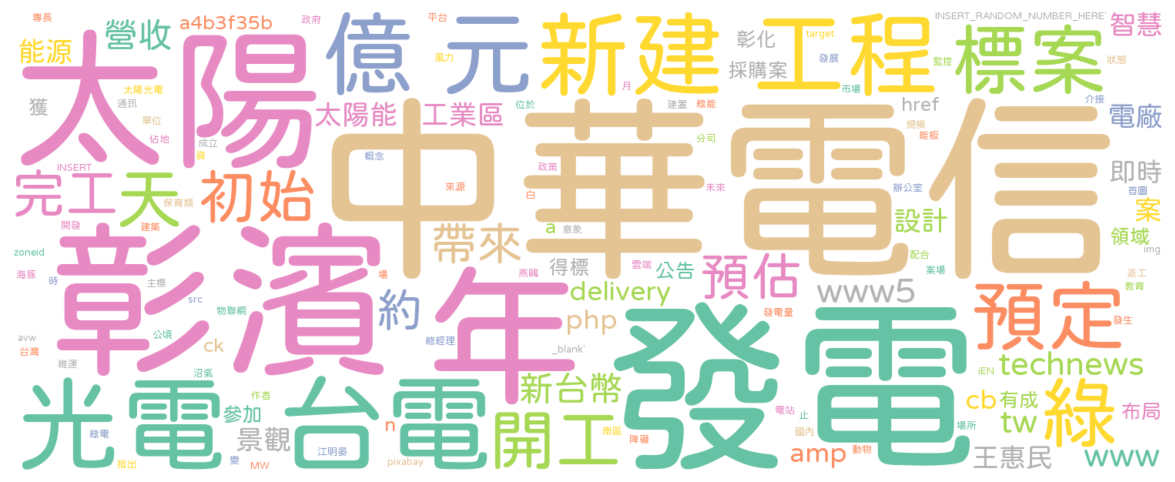 專長
營收
a4b3f35b
政府
億 元
平台
風力
新建
工程
target
發展
市場
彰化
採購案
INSERT_RANDOM_NUMBER_HERE'
監控
標案
狀態
智慧
能源
太陽
太陽光電
通訊
獲
單位
佔地
成立
資
INSERT
太陽能
工業區
月
位於
建置
綠能
href
規模
能板
介接
電廠
中華電信
分司
概念
來源
政策
白
未來
辦公室
即時
百圖
完工
天
保育類
開發
建築
初始
帶來
意象
a
設計
案
領域
img
配合
zoneid
彰濱
海豚
時
主標
src
物聯網
場
年
約
得標
燕鷗
雲端
公告
預估
案場
派工
教育
delivery
發電量
www5
預定
發生
avw
台灣
維運
公頃
沼氣
ck
總經理
php
_blank'
發電
technews
iEN
光電
作者
參加
台電
新台幣
開工
n
南區
障礙
電站
止
國內
cb
有成
tw
場所
綠
布局
綠電
指出
變
MW
景觀
江明晏
pixabay
amp
動物
王惠民
www